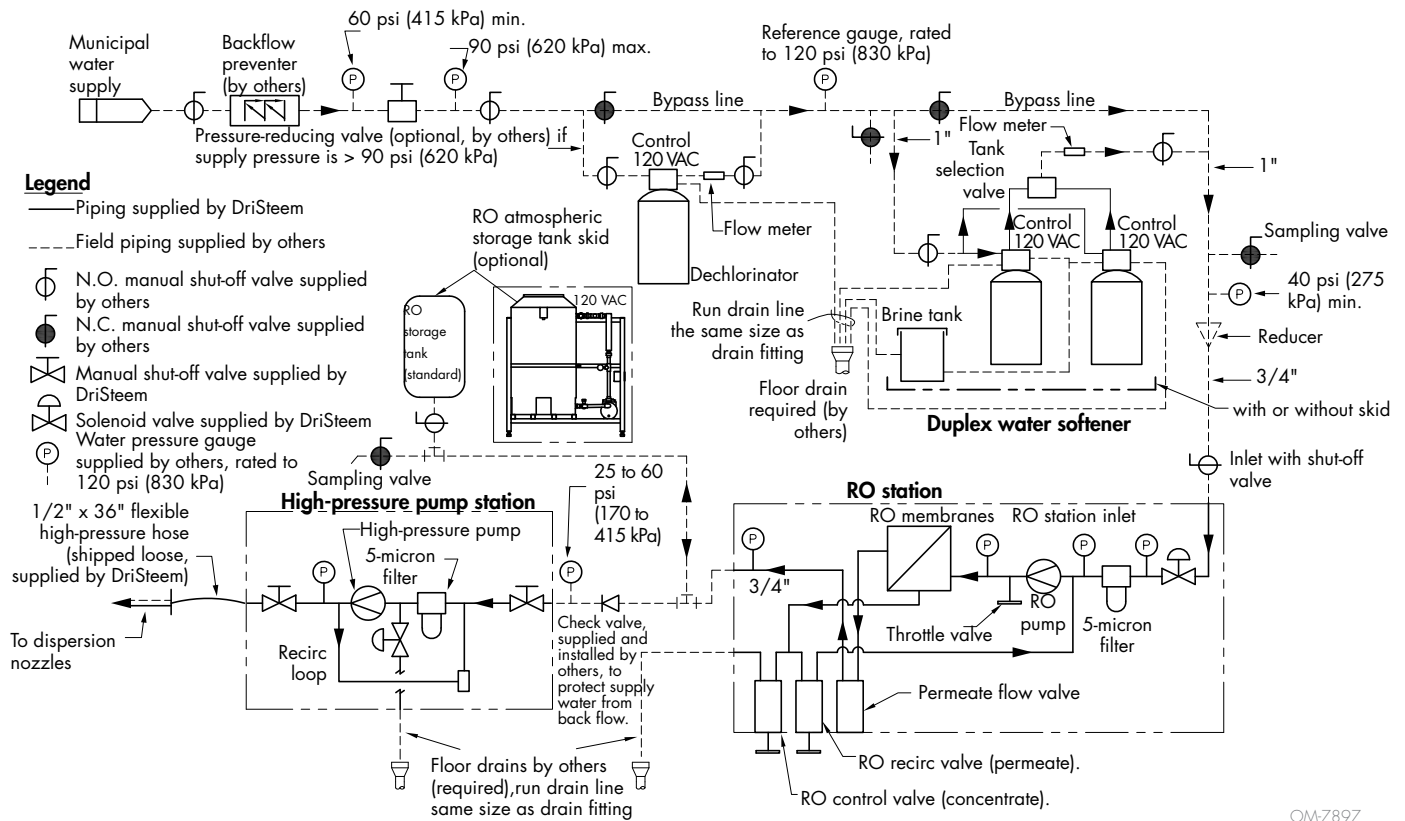 60 psi (415 kPa) min.
Municipal
water
supply
Backflow
preventer
(by others)
90 psi (620 kPa) max.
Reference gauge, rated
to 120 psi (830 kPa)
P
P
P
Bypass line
Bypass line
Pressure-reducing valve (optional, by others) if
supply pressure is > 90 psi (620 kPa)
Control
120 VAC
1"
Flow meter
Tank
selection
valve
1"
Legend
Piping supplied by DriSteem
Field piping supplied by others
N.O. manual shut-off valve supplied
by others
N.C. manual shut-off valve supplied
by others
Manual shut-off valve supplied by
DriSteem
Solenoid valve supplied by DriSteem
P
Water pressure gauge
supplied by others, rated to
120 psi (830 kPa)
RO atmospheric
storage tank skid
(optional)
Flow meter
Dechlorinator
Control
120 VAC
Control
120 VAC
Sampling valve
P
40 psi (275
kPa) min.
RO
storage
tank
(standard)
120 VAC
Run drain line
the same size as
drain fitting
Brine tank
Reducer
3/4"
Floor drain
required (by
others)
with or without skid
Duplex water softener
Inlet with shut-off
valve
Sampling valve
25 to 60
psi
(170 to
415 kPa)
High-pressure pump station
RO station
1/2" x 36" flexible
high-pressure hose
(shipped loose,
supplied by DriSteem)
High-pressure pump
5-micron
filter
RO membranes
RO station inlet
P
P
P
P
P
P
3/4"
To dispersion
nozzles
Recirc
loop
Check valve,
supplied and
installed by
others, to
protect supply
water from
back flow.
Throttle valve
RO
pump
5-micron
filter
Permeate flow valve
RO recirc valve (permeate).
RO control valve (concentrate).
Floor drains by others
(required),run drain line
same size as drain fitting
OM-7897